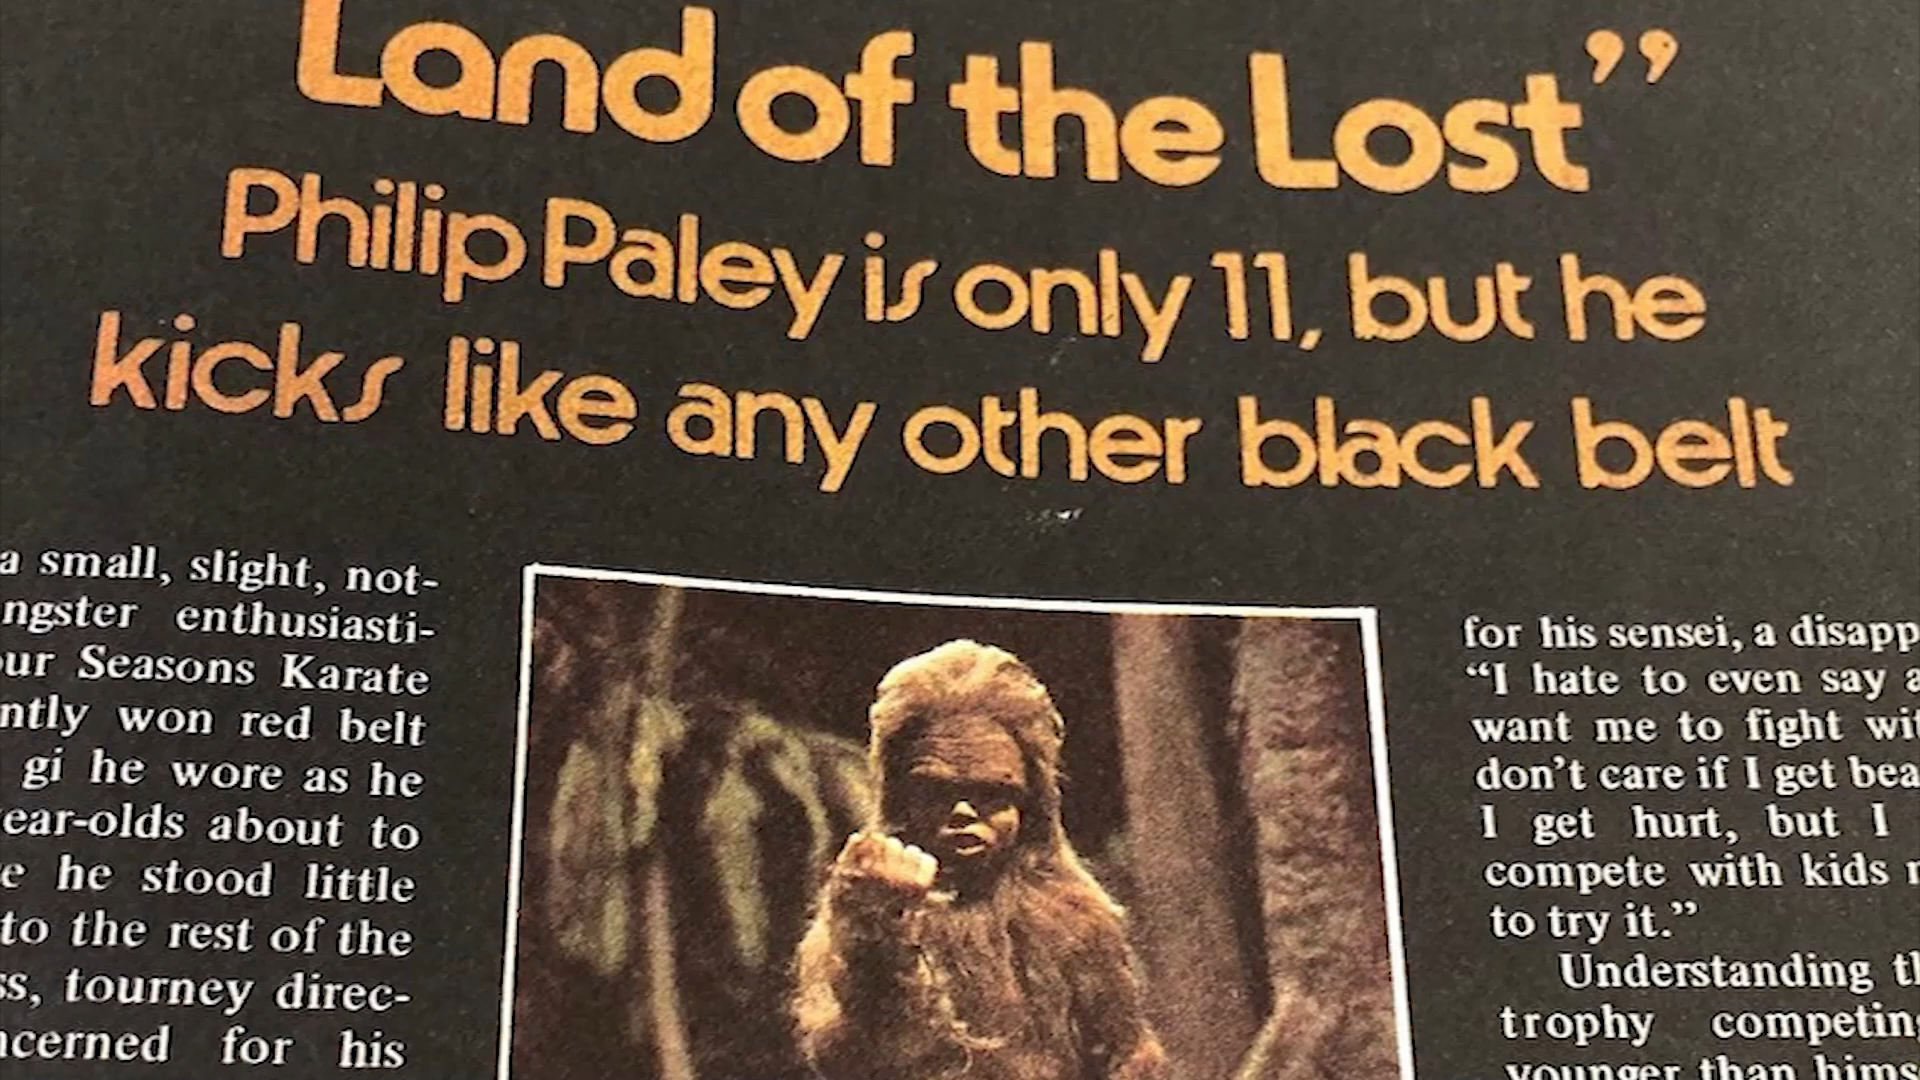 Land of the Lost”
Philip Paley is only 11, but he
kicks like any other black belt
a small, slight, not-
ngster enthusiasti-
our Seasons Karate
ntly won red belt
gi he wore as he
ear-olds about to
e he stood little
to the rest of the
ss, tourney direc-
ncerned for his
for his sensei, a disapp
“I hate to even say a
want me to fight wit
don’t care if I get bea
I get hurt, but I
compete with kids
to try it.”
Understanding th
trophy competing
younger than hims